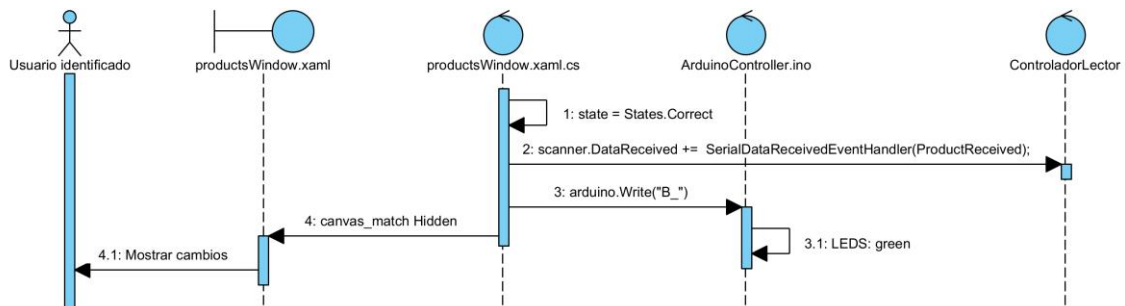 Usuario identificado
productsWindow.xaml
productsWindow.xaml.cs
ArduinoController.ino
ControladorLector
1: state = States.Correct
2: scanner.DataReceived += SerialDataReceivedEventHandler(ProductReceived);
3: arduino.Write("B_")
4: canvas_match Hidden
3.1: LEDS: green
4.1: Mostrar cambios